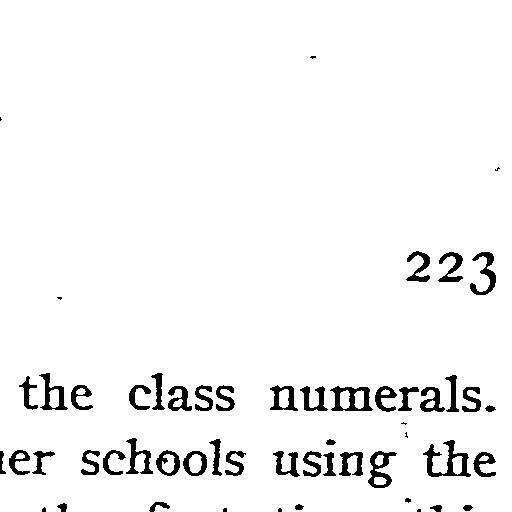 223
the class numerals.
schools using the